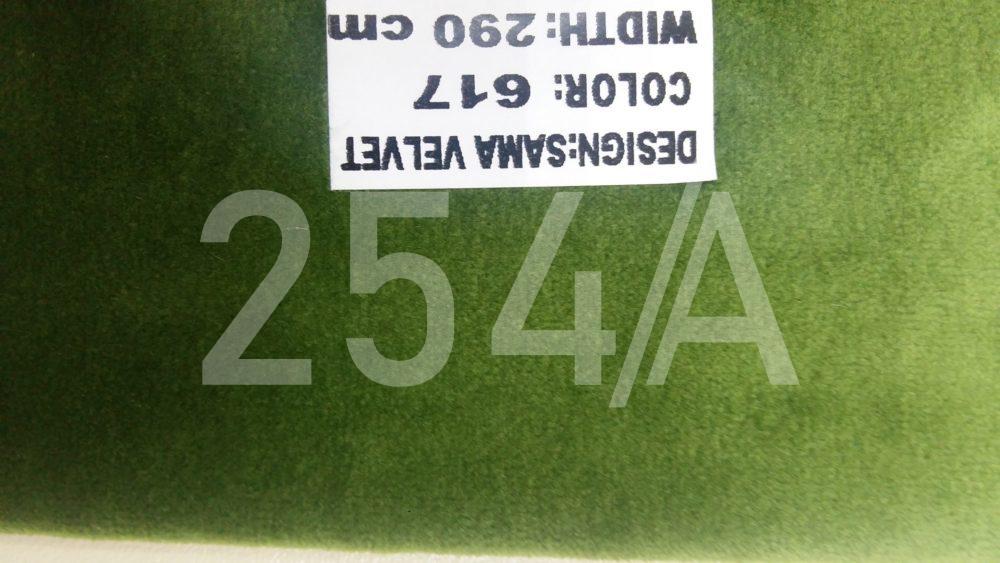 DESIGN:SAMA VELVET
COLOR: 617
WIDTH:290 cm
254/A